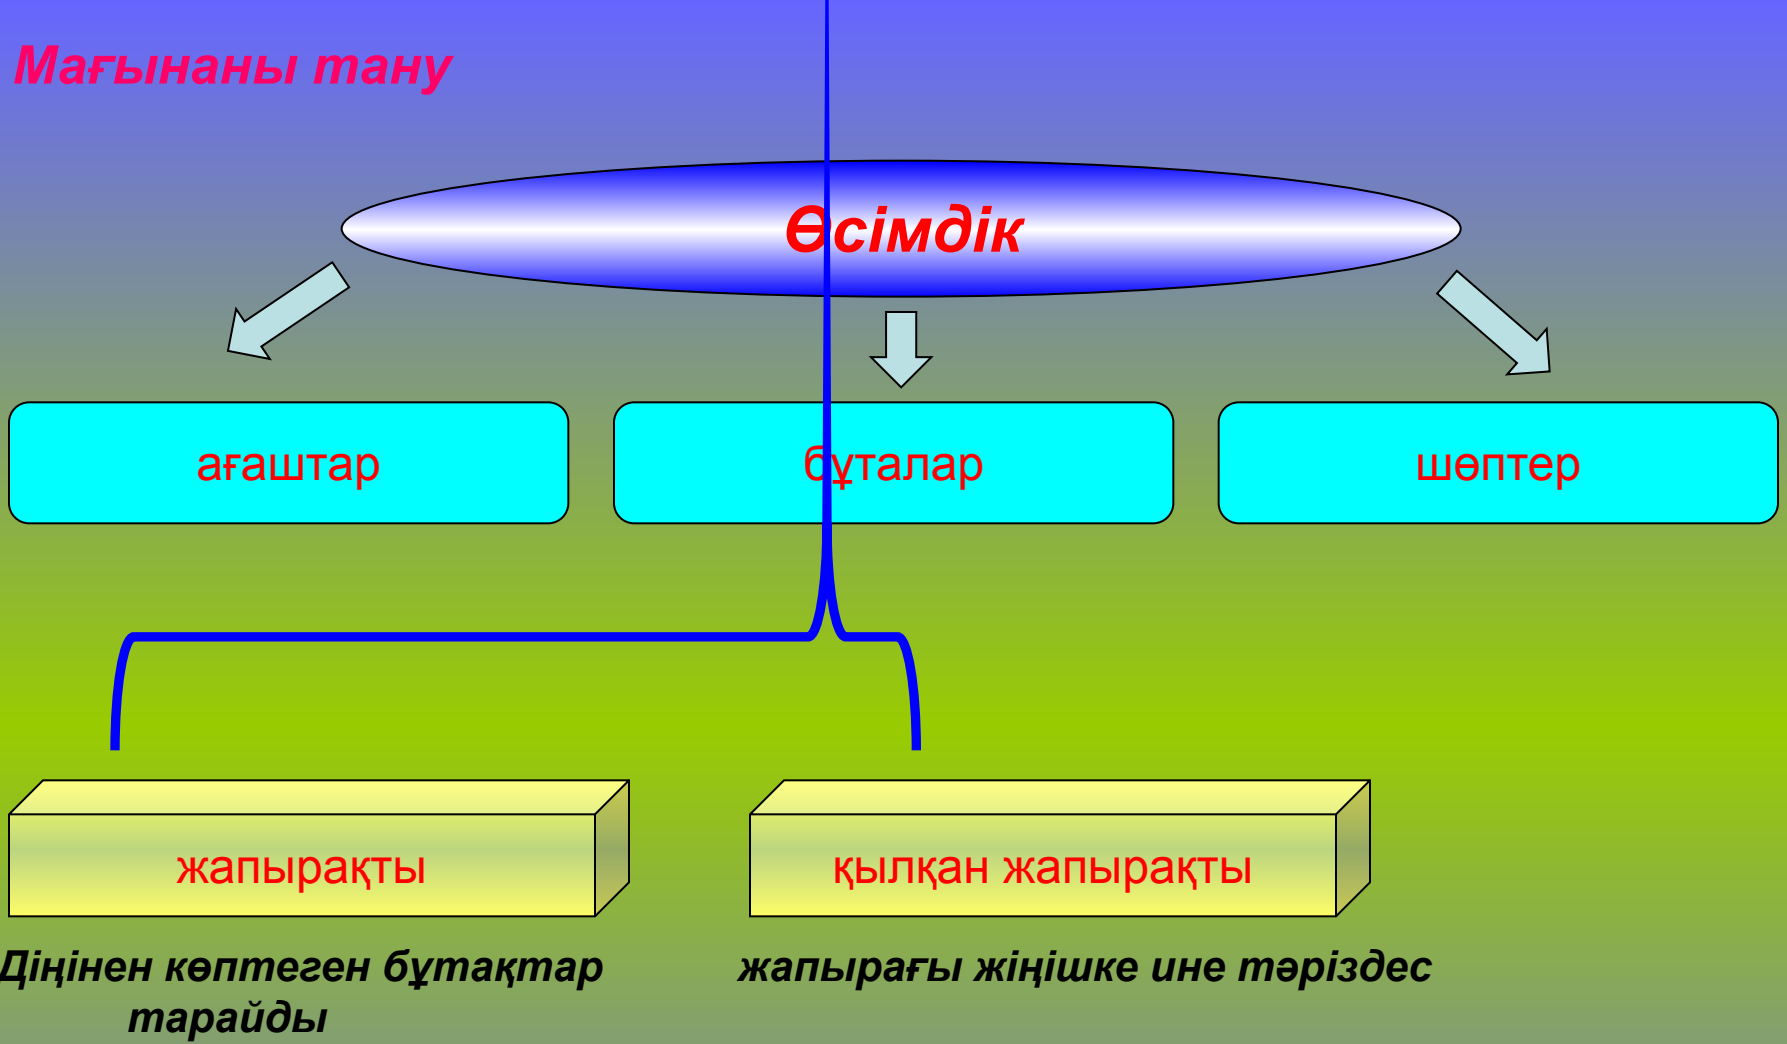 Мағынаны тану
Өсімдік
ағаштар
бұталар
шөптер
жапырақты
қылқан жапырақты
Діңінен көптеген бұтақтар
тарайды
жапырағы жіңішке ине тәріздес